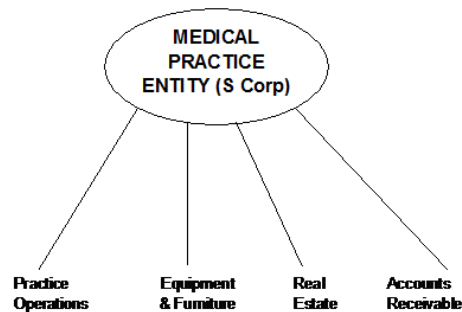 MEDICAL
PRACTICE
ENTITY (S Corp)
Practice
Operations
Equipment
& Furniture
Real
Estate
Accounts
Receivable